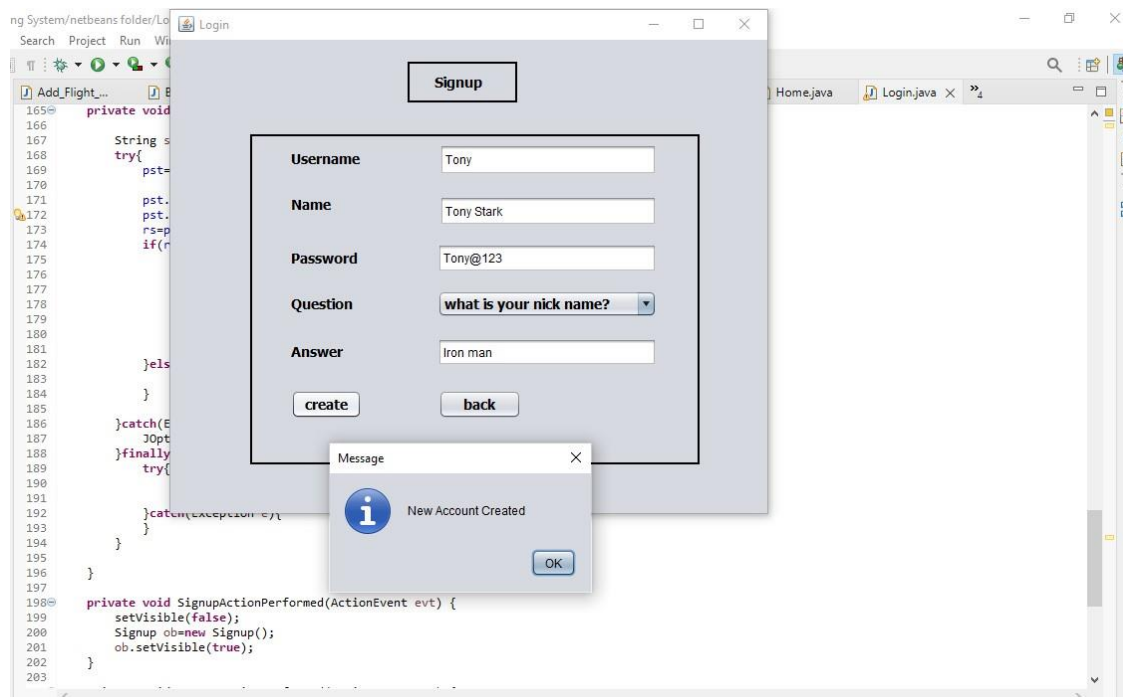 ng System/netbeans folder/Lo
Login
Search Project Run Wi
Signup
Add_Flight_...
Home.java
Login.java
»4
Username Tony
Name Tony Stark
Password Tony@123
Question what is your nick name?
Answer Iron man
create back
Message
New Account Created
OK
165 private void
166
167 String s
168 try{
169 pst=
170
171 pst.
172 pst.
173 rs=p
174 if(r
175
176
177
178
179
180
181
182 }els
183
184 }
185
186 }catch(E
187 JOpt
188 }finally
189 try{
190
191
192 }catch(Exception e){
193 }
194 }
195
196 }
197
198 private void SignupActionPerformed(ActionEvent evt) {
199 setVisible(false);
200 Signup ob=new Signup();
201 ob.setVisible(true);
202 }
203